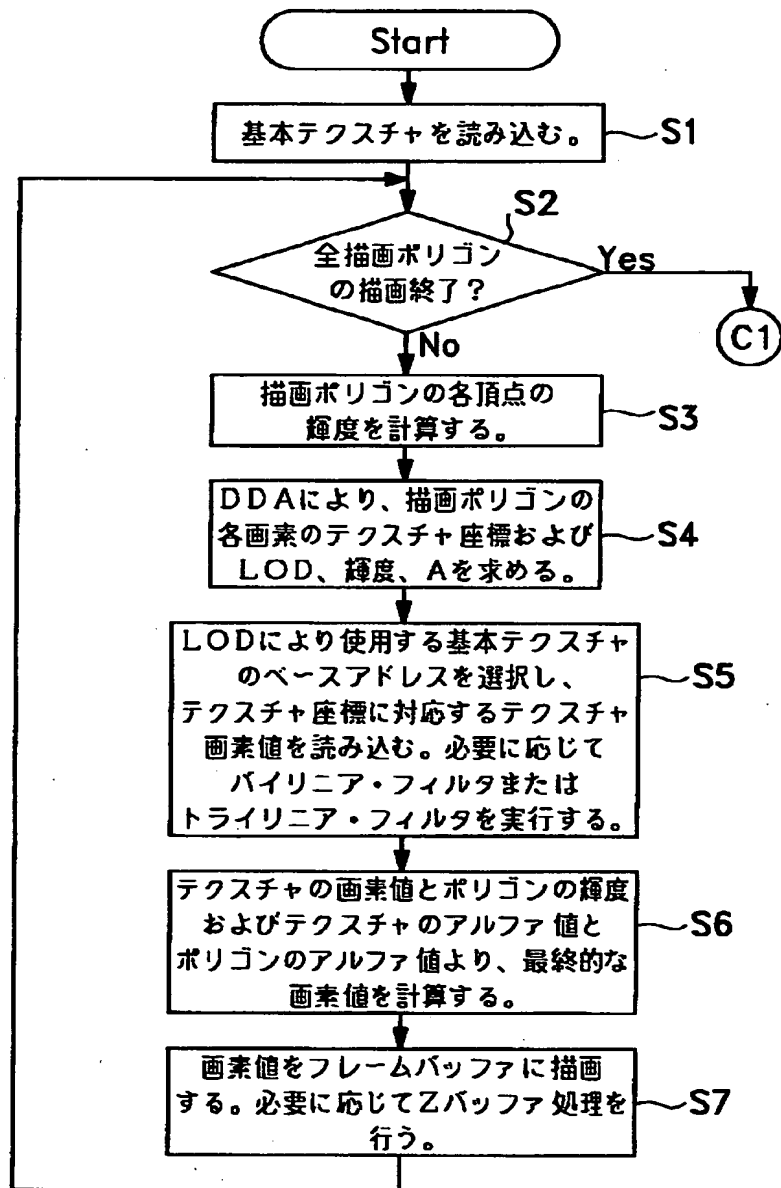 Start
基本テクスチャを読み込む。
S1
S2
全描画ポリゴン
の描画終了?
Yes
C1
No
描画ポリゴンの各頂点の
輝度を計算する。
S3
DDAにより、描画ポリゴンの
各画素のテクスチャ座標および
LOD、輝度、Aを求める。
S4
LODにより使用する基本テクスチャ
のベースアドレスを選択し、
テクスチャ座標に対応するテクスチャ
画素値を読み込む。必要に応じて
バイリニア・フィルタまたは
トライリニア・フィルタを実行する。
S5
テクスチャの画素値とポリゴンの輝度
およびテクスチャのアルファ値と
ポリゴンのアルファ値より、最終的な
画素値を計算する。
S6
画素値をフレームバッファに描画
する。必要に応じてZバッファ処理を
行う。
S7